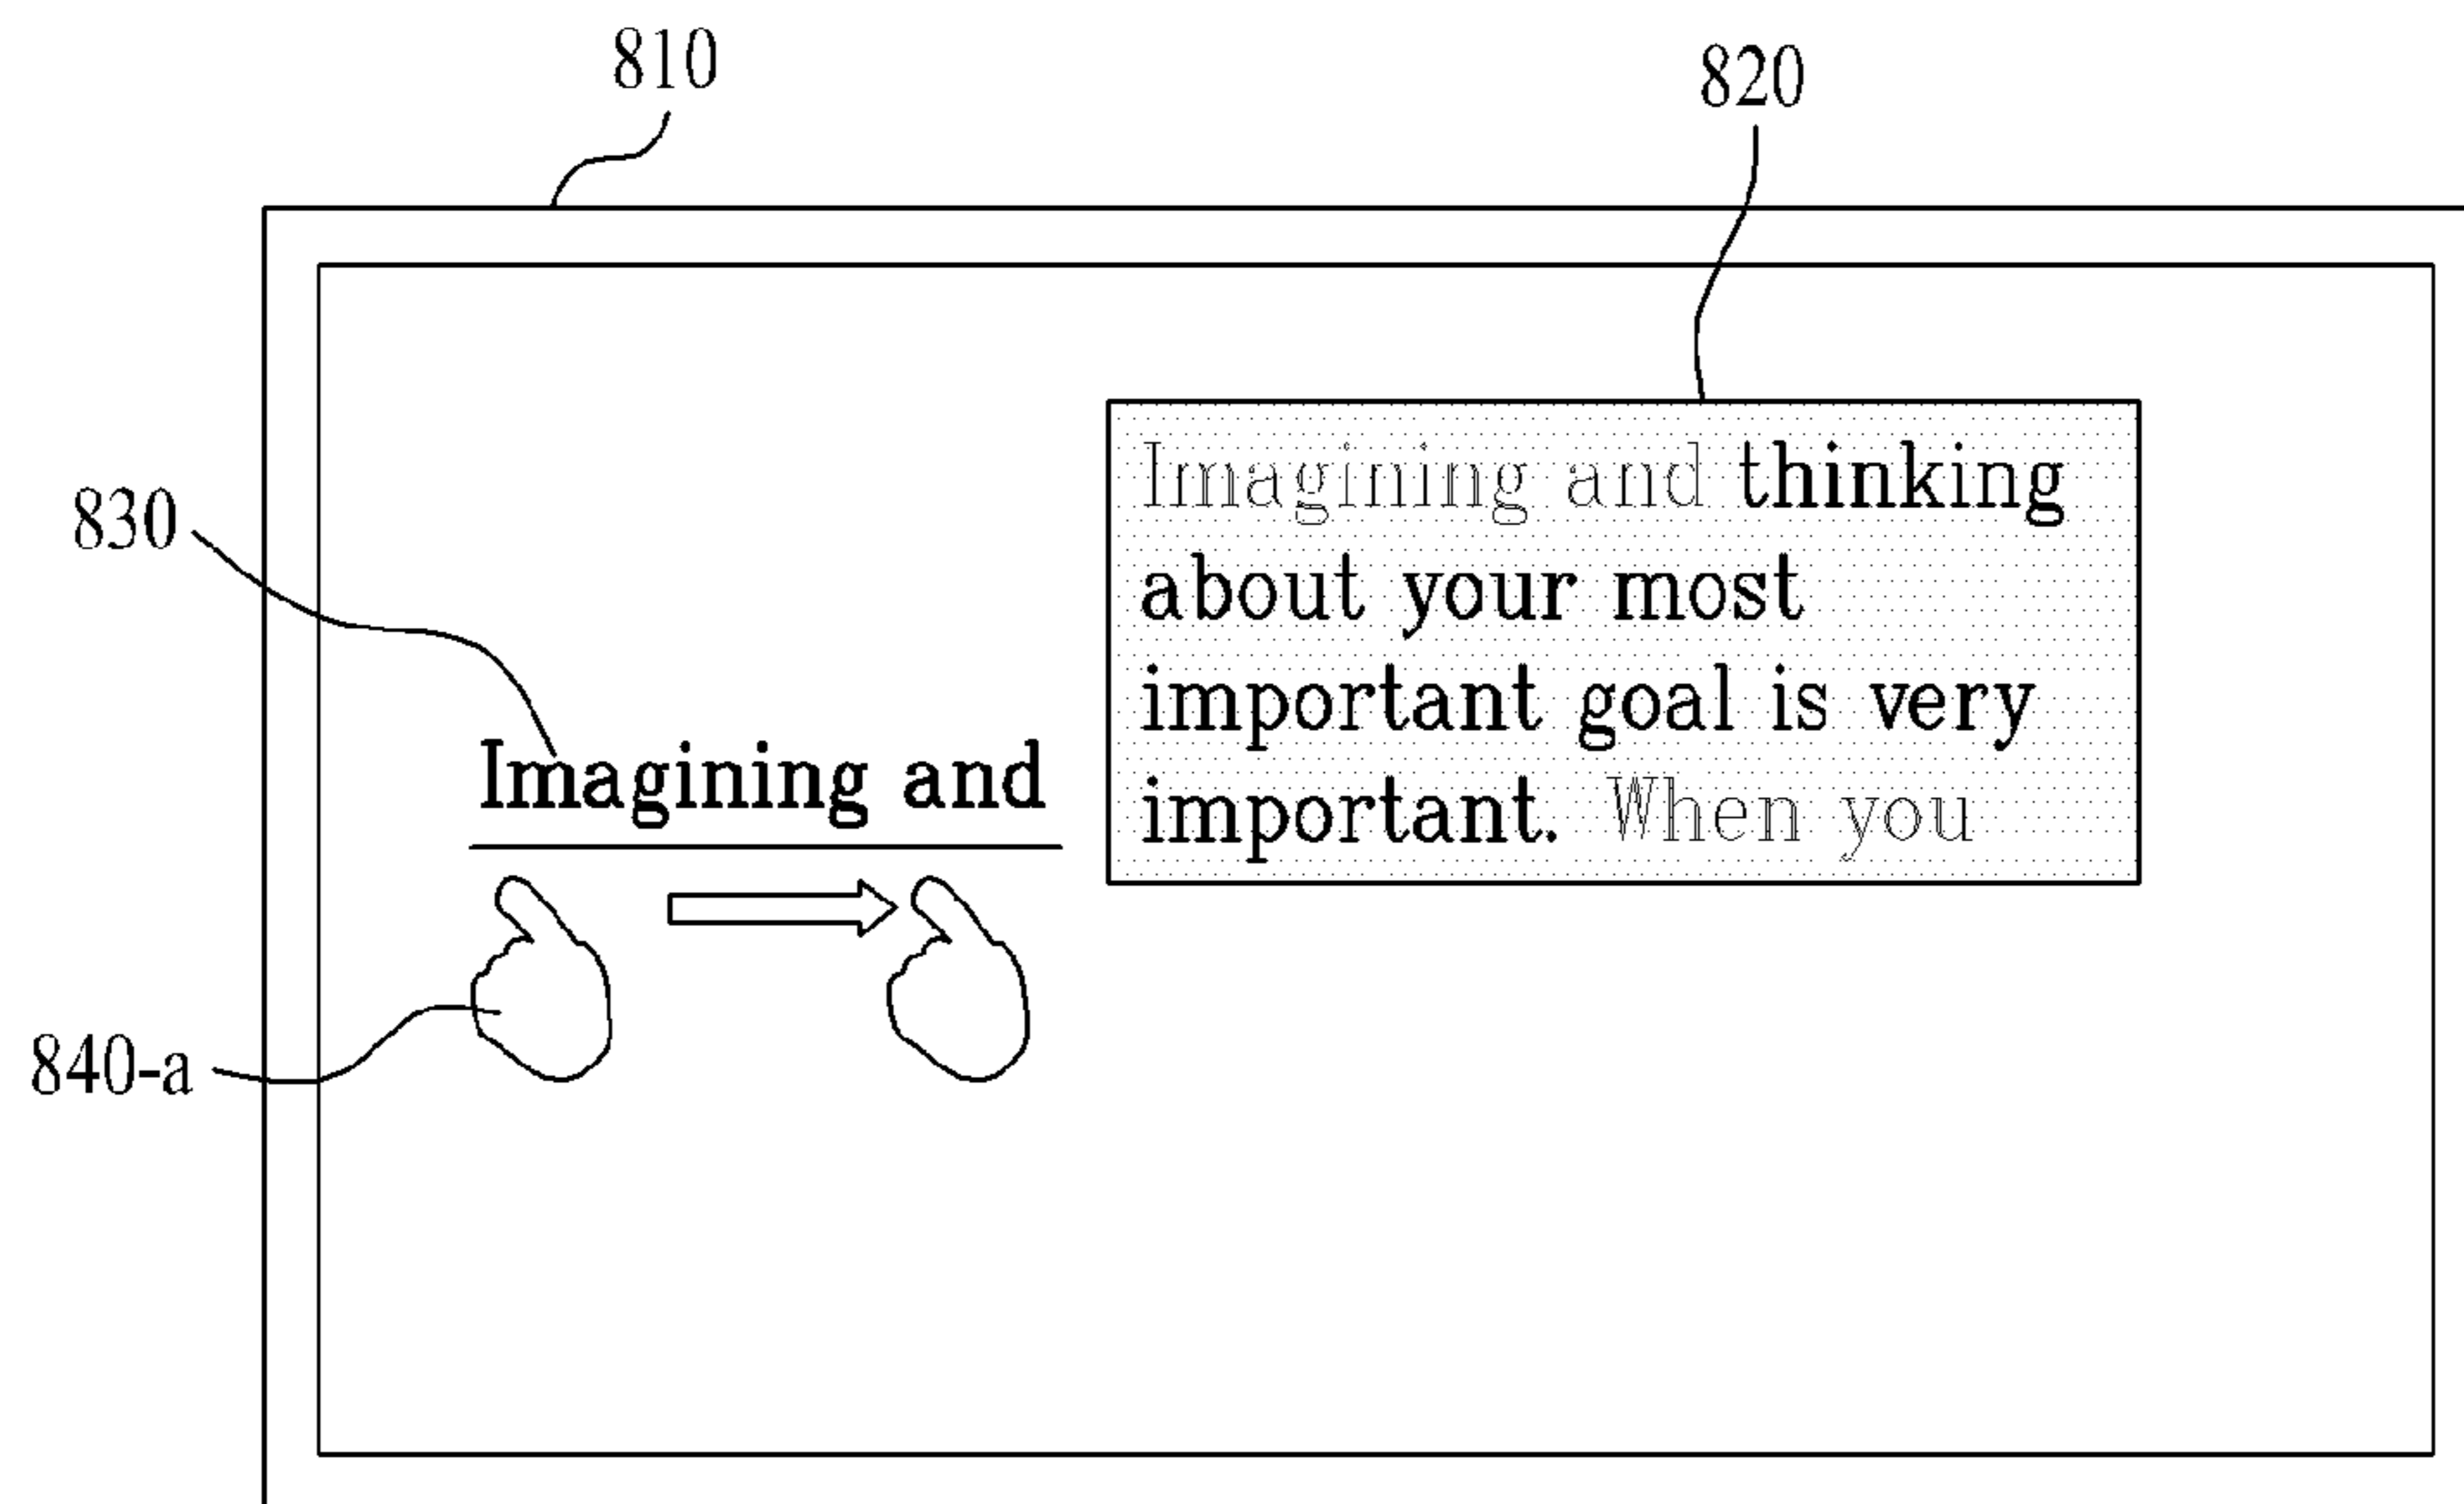 810
820
830
Imagining and thinking
about your most
important goal is very
important. When you
Imagining and
840-a